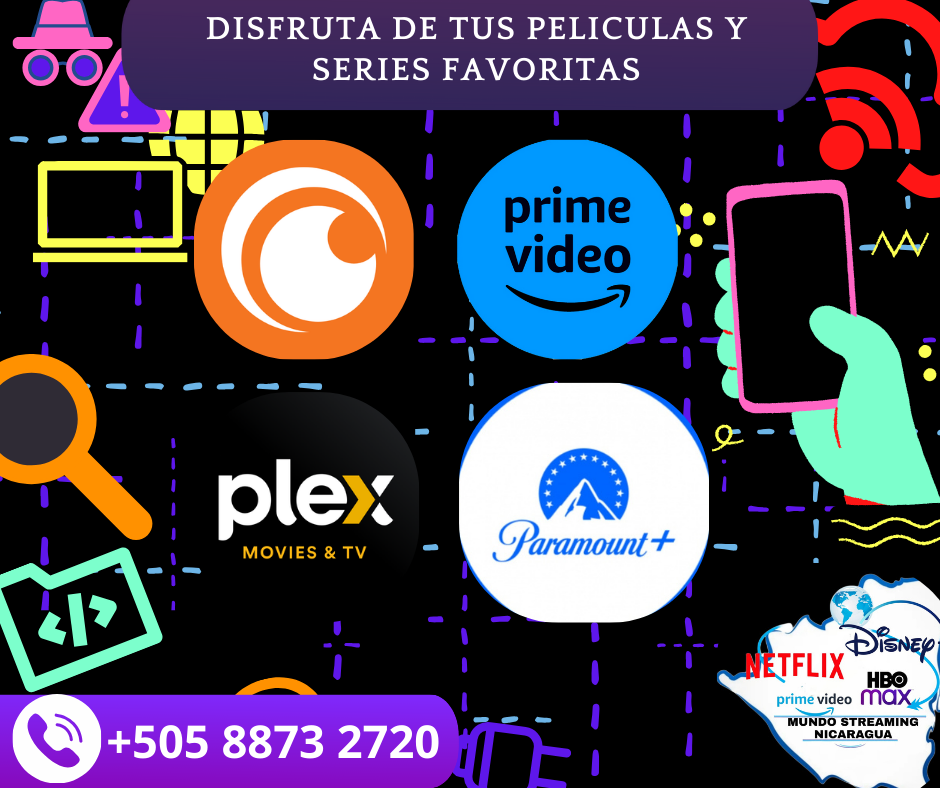 DISFRUTA DE TUS PELICULAS Y
SERIES FAVORITAS
prime
video
plex
MOVIES & TV
Paramount+
</>
DISNEY
NETFLIX
HBO
max
prime video
MUNDO STREAMING
NICARAGUA
+505 8873 2720